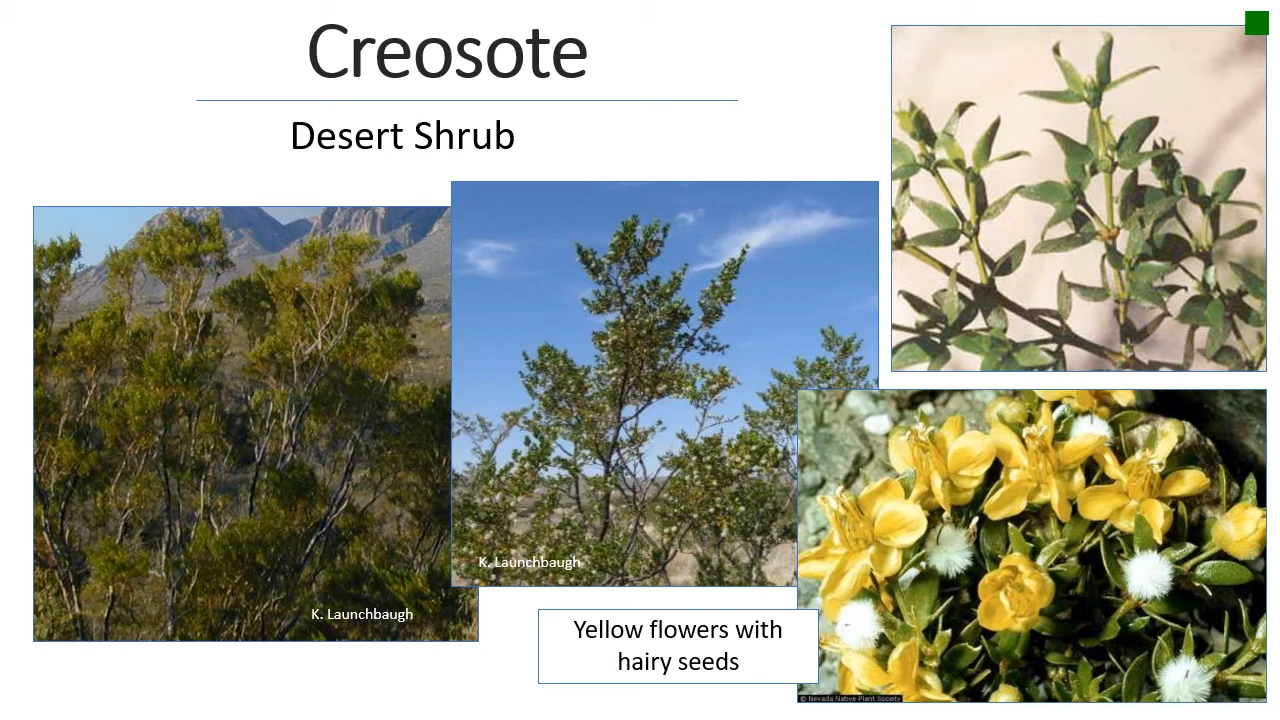 Creosote
Desert Shrub
K. Launchbaugh
K. Launchbaugh
Yellow flowers with
hairy seeds
© Nevada Native Plant Society